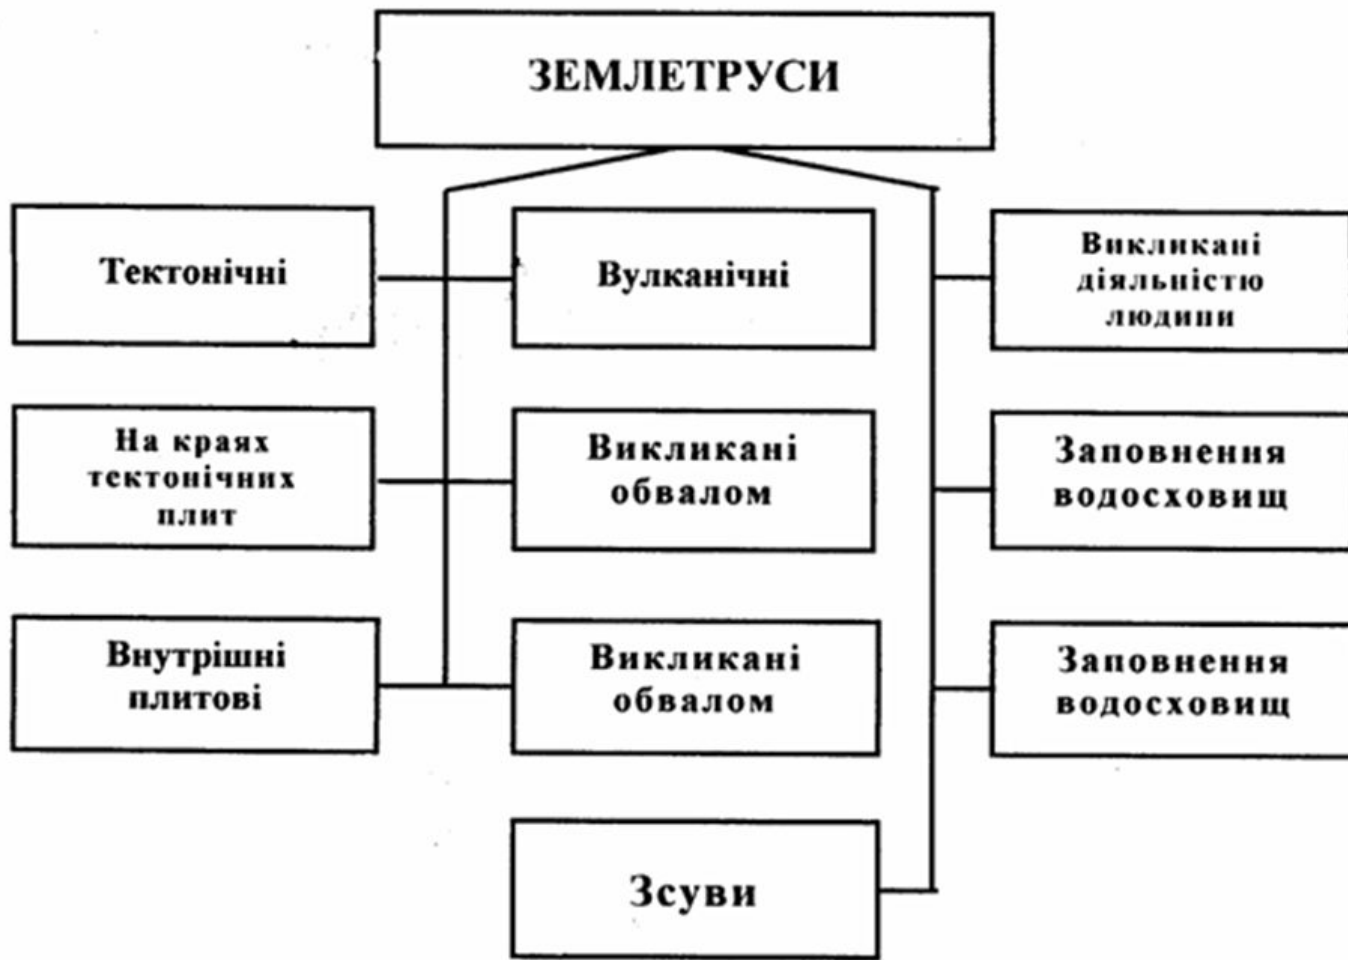 ЗЕМЛЕТРУСИ
Тектонічні
Вулканічні
Викликані
діяльністю
людини
На краях
тектонічних
плит
Викликані
обвалом
Заповнення
водосховищ
Внутрішні
плитові
Викликані
обвалом
Заповнення
водосховищ
Зсуви